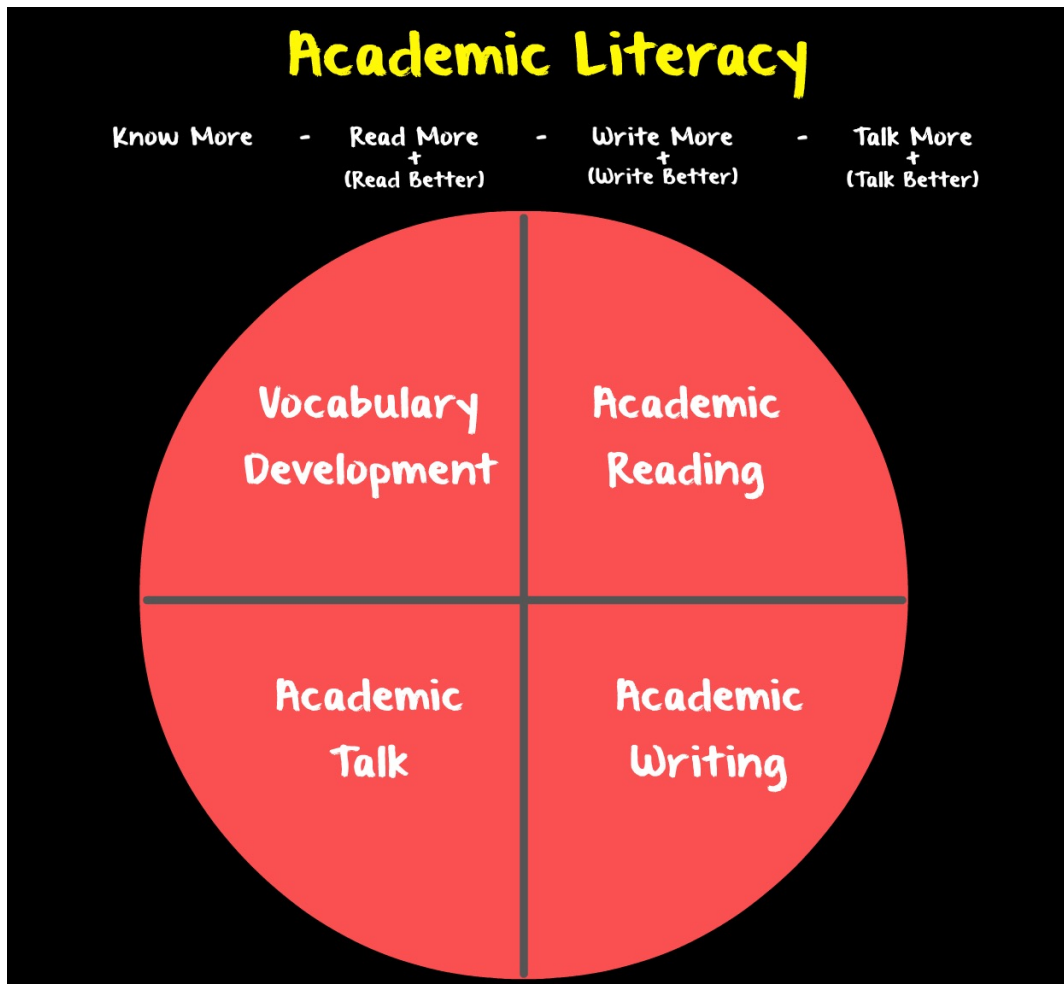 Academic Literacy
Know More - Read More - Write More - Talk More
+ + +
(Read Better) (Write Better) (Talk Better)
Vocabulary
Development
Academic
Reading
Academic
Talk
Academic
Writing